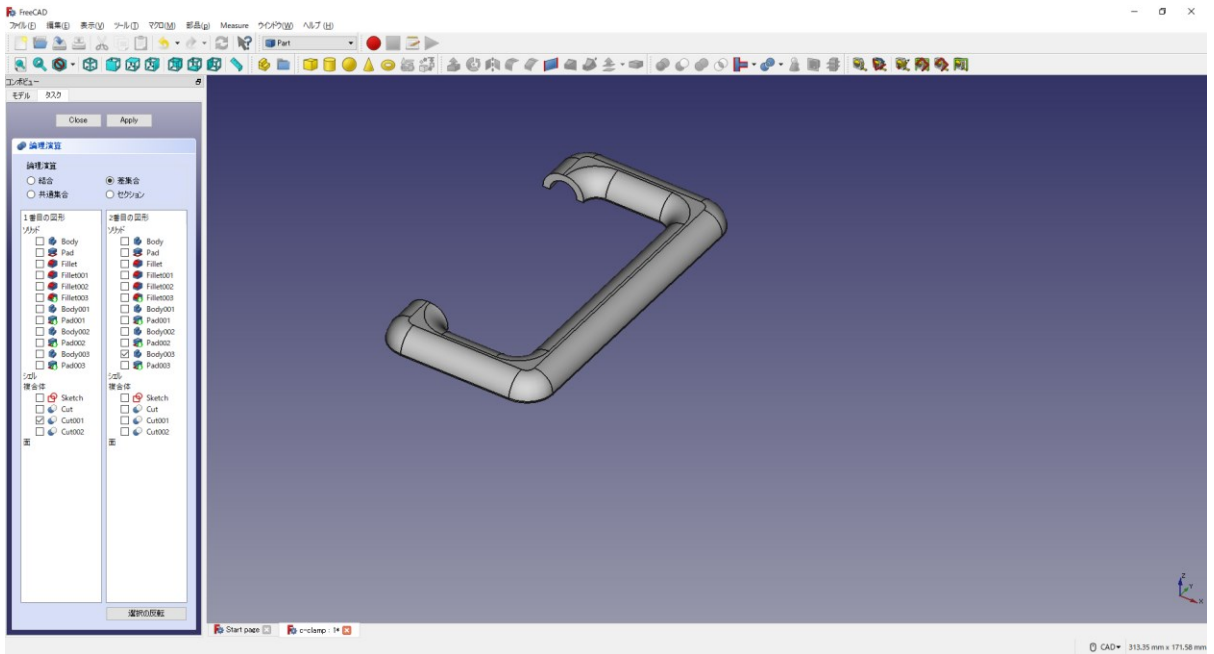 FreeCAD
ファイル(F) 編集(E) 表示(V) ツール(T) マクロ(M) 部品(p) Measure ウインドウ(W) ヘルプ(H)
Part
コンボビュー
モデル タスク
Close Apply
論理演算
論理演算
結合 差集合
共通集合 セクション
1番目の図形 2番目の図形
ソリッド ソリッド
Body Body
Pad Pad
Fillet Fillet
Fillet001 Fillet001
Fillet002 Fillet002
Fillet003 Fillet003
Body001 Body001
Pad001 Pad001
Body002 Body002
Pad002 Pad002
Body003 Body003
Pad003 Pad003
シェル シェル
複合体 複合体
Sketch Sketch
Cut Cut
Cut001 Cut001
Cut002 Cut002
面 面
選択の反転
Z
Y
X
Start page c-clamp : 1*
CAD 313.35 mm x 171.58 mm